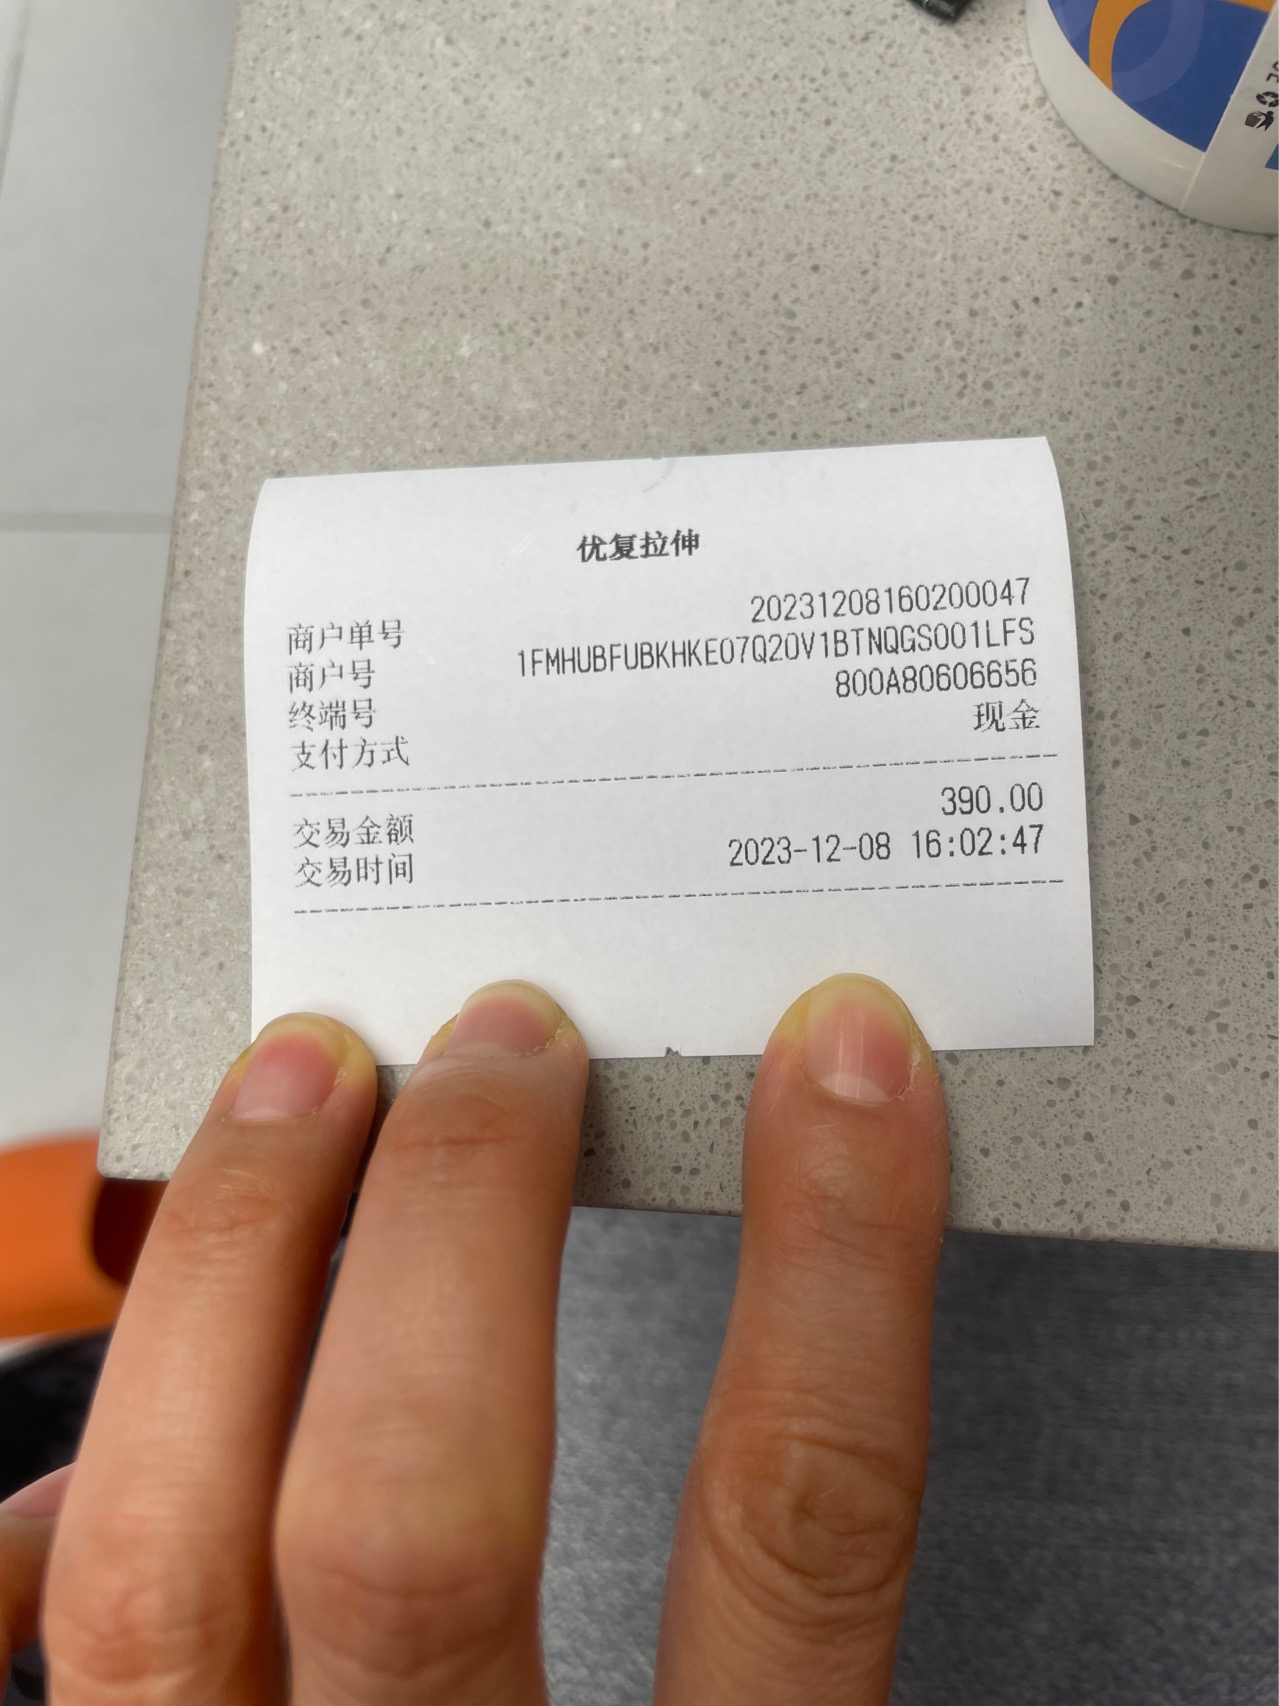 优复拉伸
商户单号 20231208160200047
商户号 1FMHUBFUBKHKE07Q20V1BTNQGS001LFS
终端号 800A80606656
支付方式 现金
交易金额 390.00
交易时间 2023-12-08 16:02:47